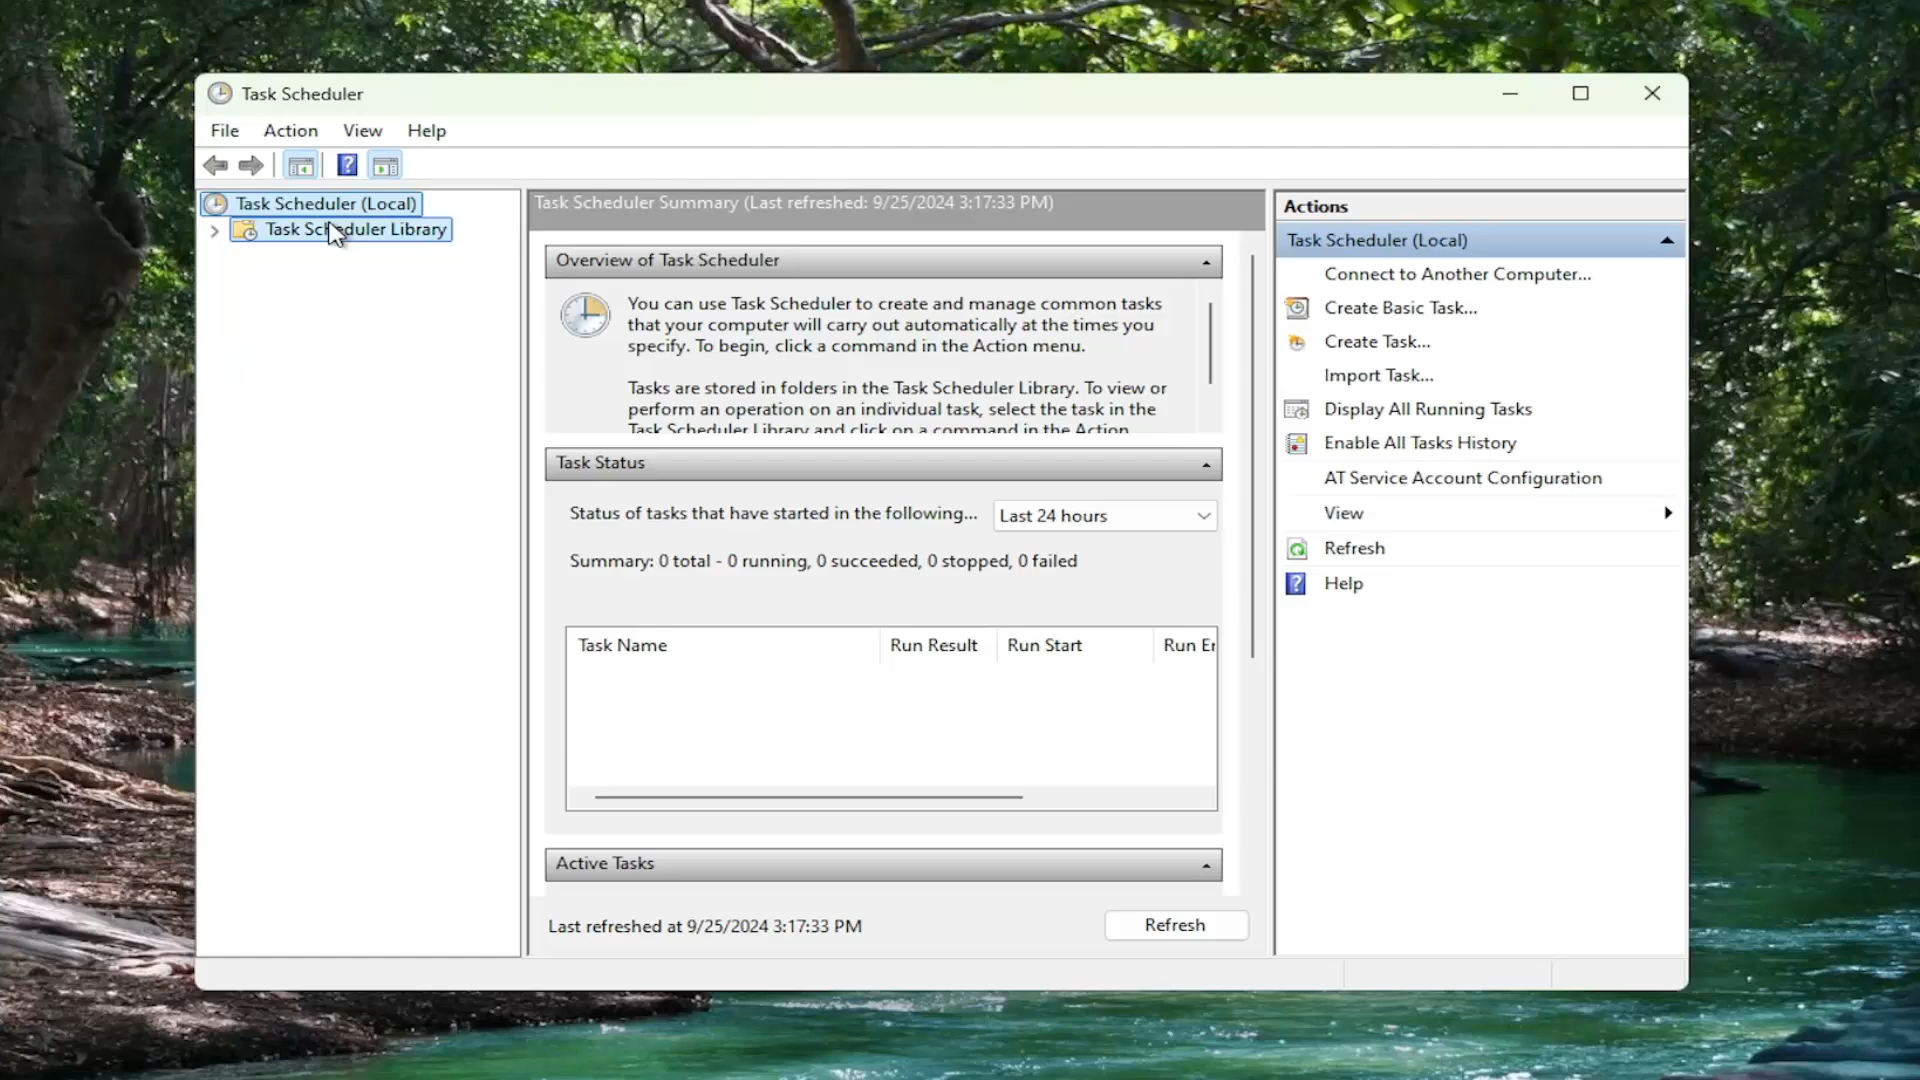 Task Scheduler
File Action View Help
Task Scheduler (Local)
Task Scheduler Library
Task Scheduler Summary (Last refreshed: 9/25/2024 3:17:33 PM)
Overview of Task Scheduler
You can use Task Scheduler to create and manage common tasks
that your computer will carry out automatically at the times you
specify. To begin, click a command in the Action menu.
Tasks are stored in folders in the Task Scheduler Library. To view or
perform an operation on an individual task, select the task in the
Task Scheduler Library and click on a command in the Action
Task Status
Status of tasks that have started in the following... Last 24 hours
Summary: 0 total - 0 running, 0 succeeded, 0 stopped, 0 failed
Task Name Run Result Run Start Run Er
Active Tasks
Last refreshed at 9/25/2024 3:17:33 PM Refresh
Actions
Task Scheduler (Local)
Connect to Another Computer...
Create Basic Task...
Create Task...
Import Task...
Display All Running Tasks
Enable All Tasks History
AT Service Account Configuration
View
Refresh
Help